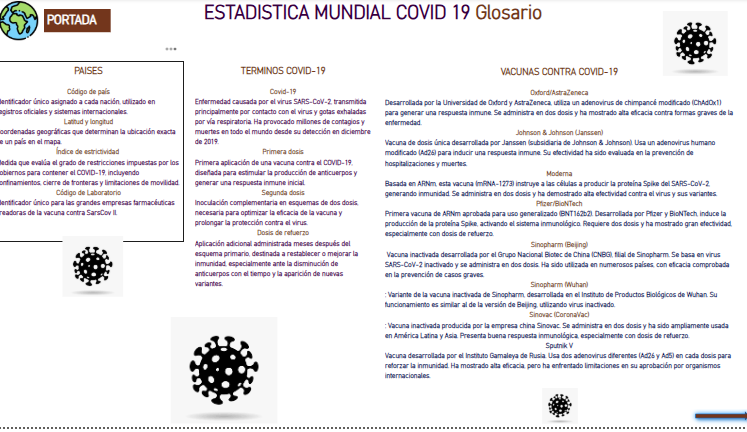 PORTADA
ESTADISTICA MUNDIAL COVID 19 Glosario
PAISES
Código de país
dentificador único asignado a cada nación, utilizado en
egistros oficiales y sistemas internacionales.
Latitud y longitud
oordenadas geográficas que determinan la ubicación exacta
e un país en el mapa.
Índice de estrictividad
Medida que evalúa el grado de restricciones impuestas por los
obiernos para contener el COVID-19, incluyendo
onfinamientos, cierre de fronteras y limitaciones de movilidad.
Código de Laboratorio
dentificador único para las grandes empresas farmacéuticas
readoras de la vacuna contra SarsCov II.
TERMINOS COVID-19
Covid-19
Enfermedad causada por el virus SARS-CoV-2, transmitida
principalmente por contacto con el virus y gotas exhaladas
por vía respiratoria. Ha provocado millones de contagios y
muertes en todo el mundo desde su detección en diciembre
de 2019.
Primera dosis
Primera aplicación de una vacuna contra el COVID-19,
diseñada para estimular la producción de anticuerpos y
generar una respuesta inmune inicial.
Segunda dosis
Inoculación complementaria en esquemas de dos dosis,
necesaria para optimizar la eficacia de la vacuna y
prolongar la protección contra el virus.
Dosis de refuerzo
Aplicación adicional administrada meses después del
esquema primario, destinada a restablecer o mejorar la
inmunidad, especialmente ante la disminución de
anticuerpos con el tiempo y la aparición de nuevas
variantes.
VACUNAS CONTRA COVID-19
Oxford/AstraZeneca
Desarrollada por la Universidad de Oxford y AstraZeneca, utiliza un adenovirus de chimpancé modificado (ChAdOx1)
para generar una respuesta inmune. Se administra en dos dosis y ha mostrado alta eficacia contra formas graves de la
enfermedad.
Johnson & Johnson (Janssen)
Vacuna de dosis única desarrollada por Janssen (subsidiaria de Johnson & Johnson). Usa un adenovirus humano
modificado (Ad26) para inducir una respuesta inmune. Su efectividad ha sido evaluada en la prevención de
hospitalizaciones y muertes.
Moderna
Basada en ARNm, esta vacuna (mRNA-1273) instruye a las células a producir la proteína Spike del SARS-CoV-2,
generando inmunidad. Se administra en dos dosis y ha demostrado alta efectividad contra el virus y sus variantes.
Pfizer/BioNTech
Primera vacuna de ARNm aprobada para uso generalizado (BNT162b2). Desarrollada por Pfizer y BioNTech, induce la
producción de la proteína Spike, activando el sistema inmunológico. Requiere dos dosis y ha mostrado gran efectividad,
especialmente con dosis de refuerzo.
Sinopharm (Beijing)
Vacuna inactivada desarrollada por el Grupo Nacional Biotec de China (CNBG), filial de Sinopharm. Se basa en virus
SARS-CoV-2 inactivado y se administra en dos dosis. Ha sido utilizada en numerosos países, con eficacia comprobada
en la prevención de casos graves.
Sinopharm (Wuhan)
: Variante de la vacuna inactivada de Sinopharm, desarrollada en el Instituto de Productos Biológicos de Wuhan. Su
funcionamiento es similar al de la versión de Beijing, utilizando virus inactivado.
Sinovac (CoronaVac)
: Vacuna inactivada producida por la empresa china Sinovac. Se administra en dos dosis y ha sido ampliamente usada
en América Latina y Asia. Presenta buena respuesta inmunológica, especialmente con dosis de refuerzo.
Sputnik V
Vacuna desarrollada por el Instituto Gamaleya de Rusia. Usa dos adenovirus diferentes (Ad26 y Ad5) en cada dosis para
reforzar la inmunidad. Ha mostrado alta eficacia, pero ha enfrentado limitaciones en su aprobación por organismos
internacionales.